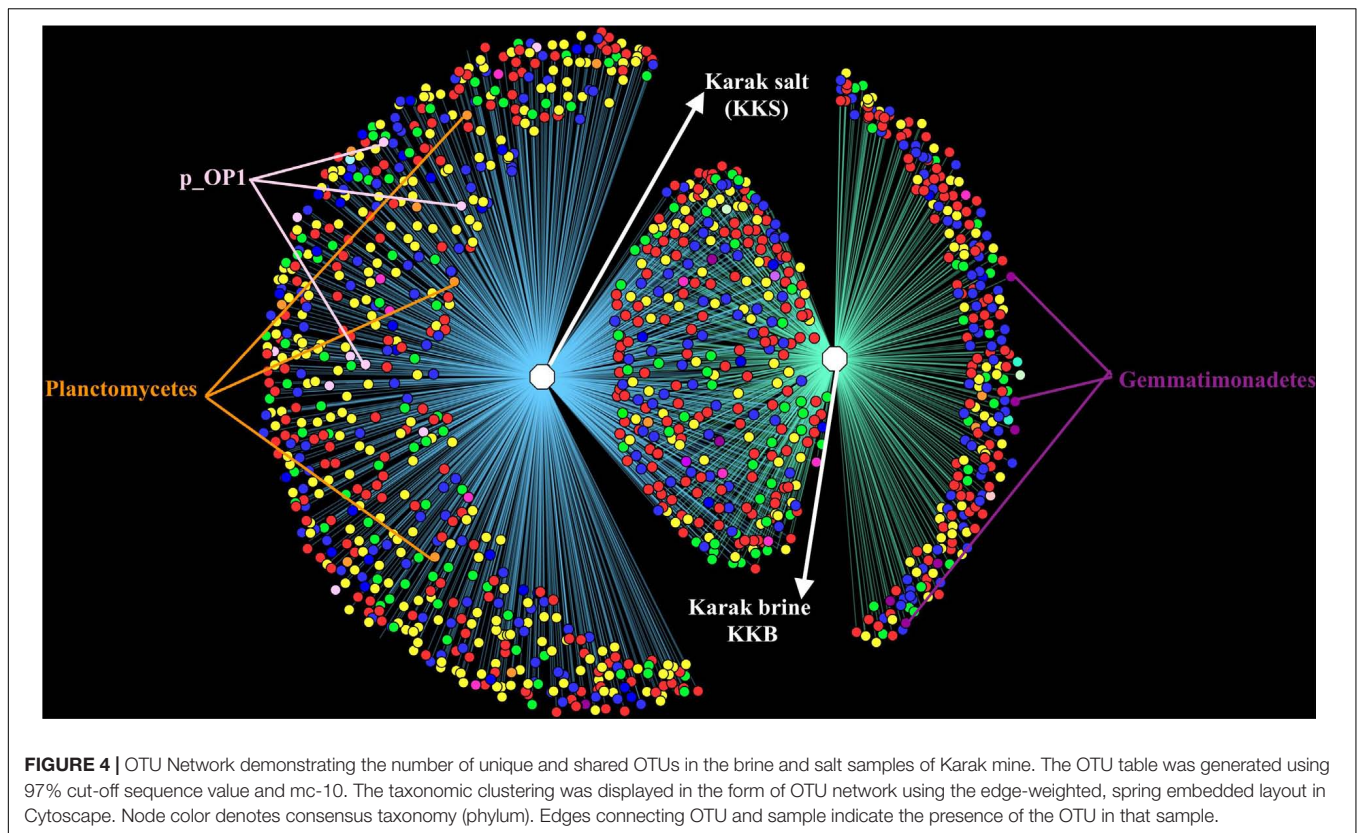 Karak salt
(KKS)
p_OP1
Planctomycetes
Gemmatimonadetes
Karak brine
KKB
FIGURE 4 | OTU Network demonstrating the number of unique and shared OTUs in the brine and salt samples of Karak mine. The OTU table was generated using
97% cut-off sequence value and mc-10. The taxonomic clustering was displayed in the form of OTU network using the edge-weighted, spring embedded layout in
Cytoscape. Node color denotes consensus taxonomy (phylum). Edges connecting OTU and sample indicate the presence of the OTU in that sample.